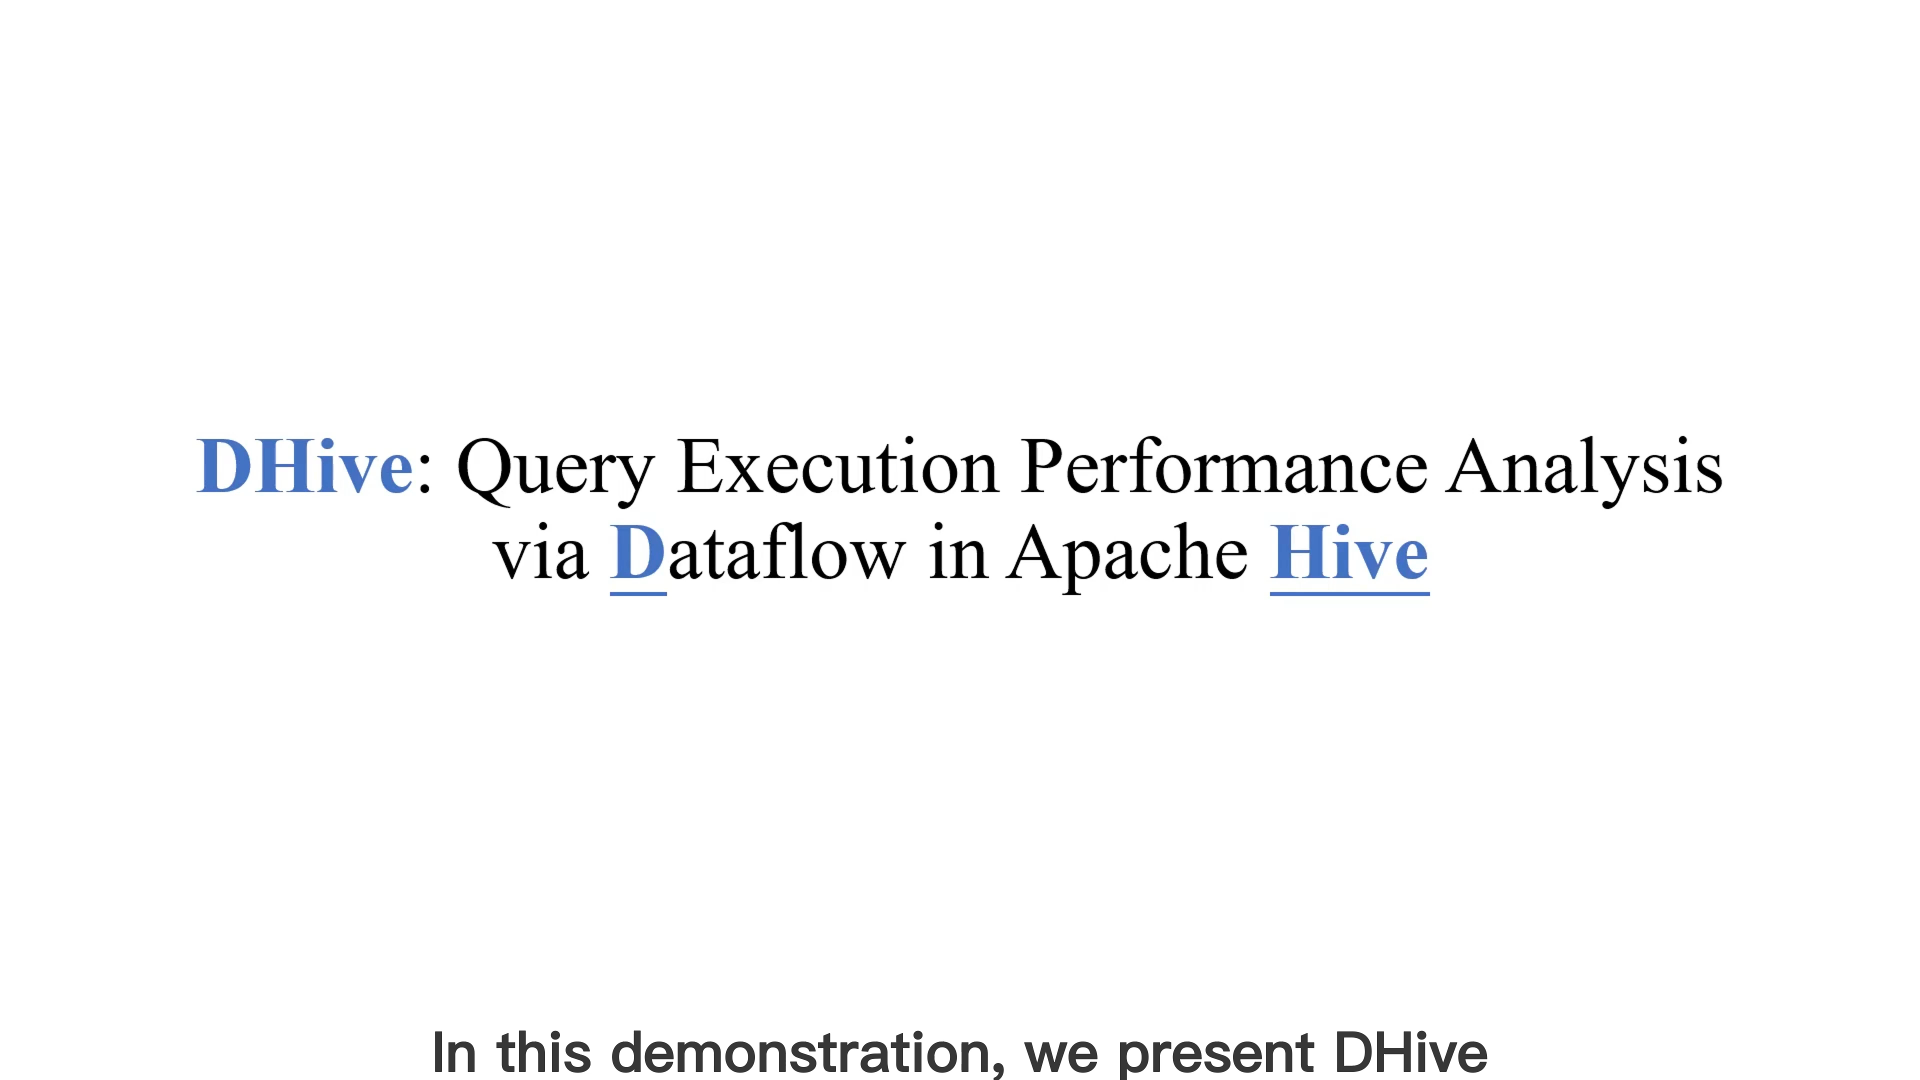 DHive: Query Execution Performance Analysis
via Dataflow in Apache Hive
In this demonstration, we present DHive